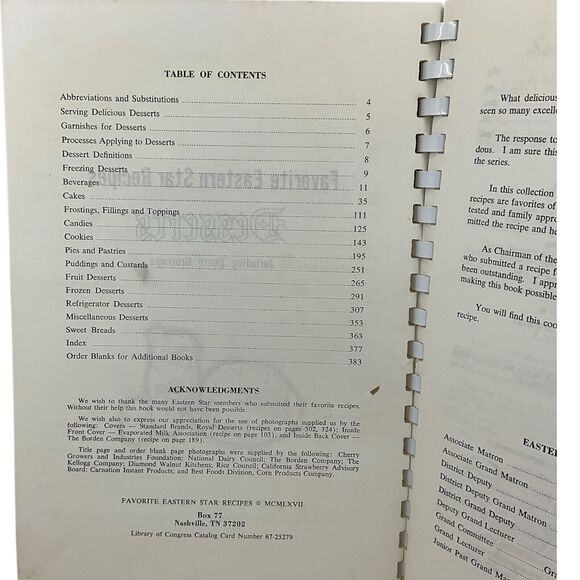 TABLE OF CONTENTS
Abbreviations and Substitutions 4
Serving Delicious Desserts 5
Garnishes for Desserts 6
Processes Applying to Desserts 7
Dessert Definitions 8
Freezing Desserts 9
Beverages 11
Cakes 35
Frostings, Fillings and Toppings 111
Candies 125
Cookies 143
Pies and Pastries 195
Puddings and Custards 251
Fruit Desserts 265
Frozen Desserts 291
Refrigerator Desserts 307
Miscellaneous Desserts 353
Sweet Breads 363
Index 377
Order Blanks for Additional Books 383
ACKNOWLEDGMENTS
We wish to thank the many Eastern Star members who submitted their favorite recipes.
Without their help this book would not have been possible.
We wish also to express our appreciation for the use of photographs supplied us by the
following: Covers — Standard Brands, Royal Desserts (recipes on pages 302, 324); Inside
Front Cover — Evaporated Milk Association (recipe on page 103); and Inside Back Cover —
The Borden Company (recipe on page 189).
Title page and order blank page photographs were supplied by the following: Cherry
Growers and Industries Foundation; National Dairy Council; The Borden Company; The
Kellogg Company; Diamond Walnut Kitchens; Rice Council; California Strawberry Advisory
Board; Carnation Instant Products; and Best Foods Division, Corn Products Company.
FAVORITE EASTERN STAR RECIPES © MCMLXVII
Box 77
Nashville, TN 37202
Library of Congress Catalog Card Number 67-25279
What delicious
seen so many excelle
The response to
dous. I am sure this
the series.
In this collection
recipes are favorites of
tested and family appro
mitted the recipe and he
As Chairman of the
who submitted a recipe f
been outstanding. I appr
making this book possible
You will find this coo
recipe.
EASTE
Associate Matron
Associate Grand Matron
District Deputy
District Deputy Grand Matron
District Grand Deputy
Deputy Grand Lecturer
Grand Committee
Grand Lecturer Gra
Junior Past Grand M